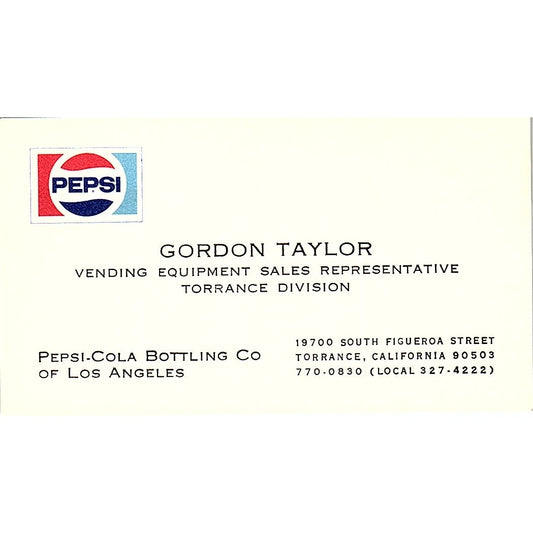 PEPSI
GORDON TAYLOR
VENDING EQUIPMENT SALES REPRESENTATIVE
TORRANCE DIVISION
PEPSI-COLA BOTTLING CO
OF LOS ANGELES
19700 SOUTH FIGUEROA STREET
TORRANCE, CALIFORNIA 90503
770-0830 (LOCAL 327-4222)